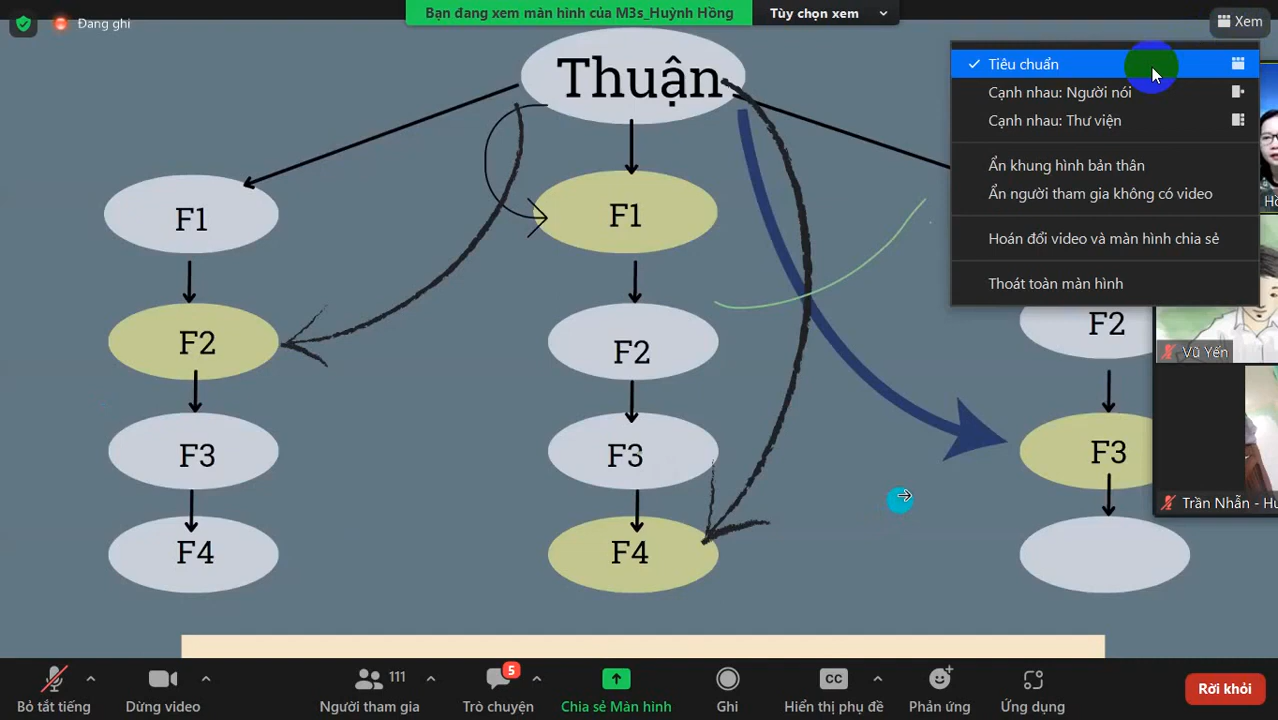 Đang ghi
Bạn đang xem màn hình của M3s_Huỳnh Hồng
Tùy chọn xem
Xem
Tiêu chuẩn
Cạnh nhau: Người nói
Cạnh nhau: Thư viện
Ẩn khung hình bản thân
Ẩn người tham gia không có video
Hoán đổi video và màn hình chia sẻ
Thoát toàn màn hình
Thuận
F1
F1
F2
F2
F2
F3
F3
F3
F4
F4
Vũ Yến
Trần Nhẫn - Hu
Bỏ tắt tiếng
Dừng video
111
Người tham gia
5
Trò chuyện
Chia sẻ Màn hình
Ghi
CC
Hiển thị phụ đề
Phản ứng
Ứng dụng
Rời khỏi